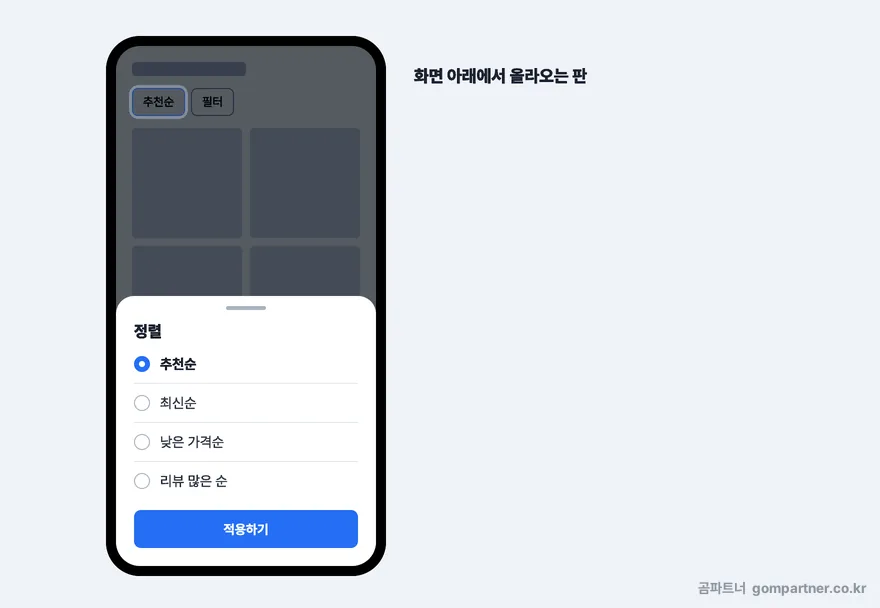 화면 아래에서 올라오는 판
추천순
필터
정렬
추천순
최신순
낮은 가격순
리뷰 많은 순
적용하기
곰파트너 gompartner.co.kr